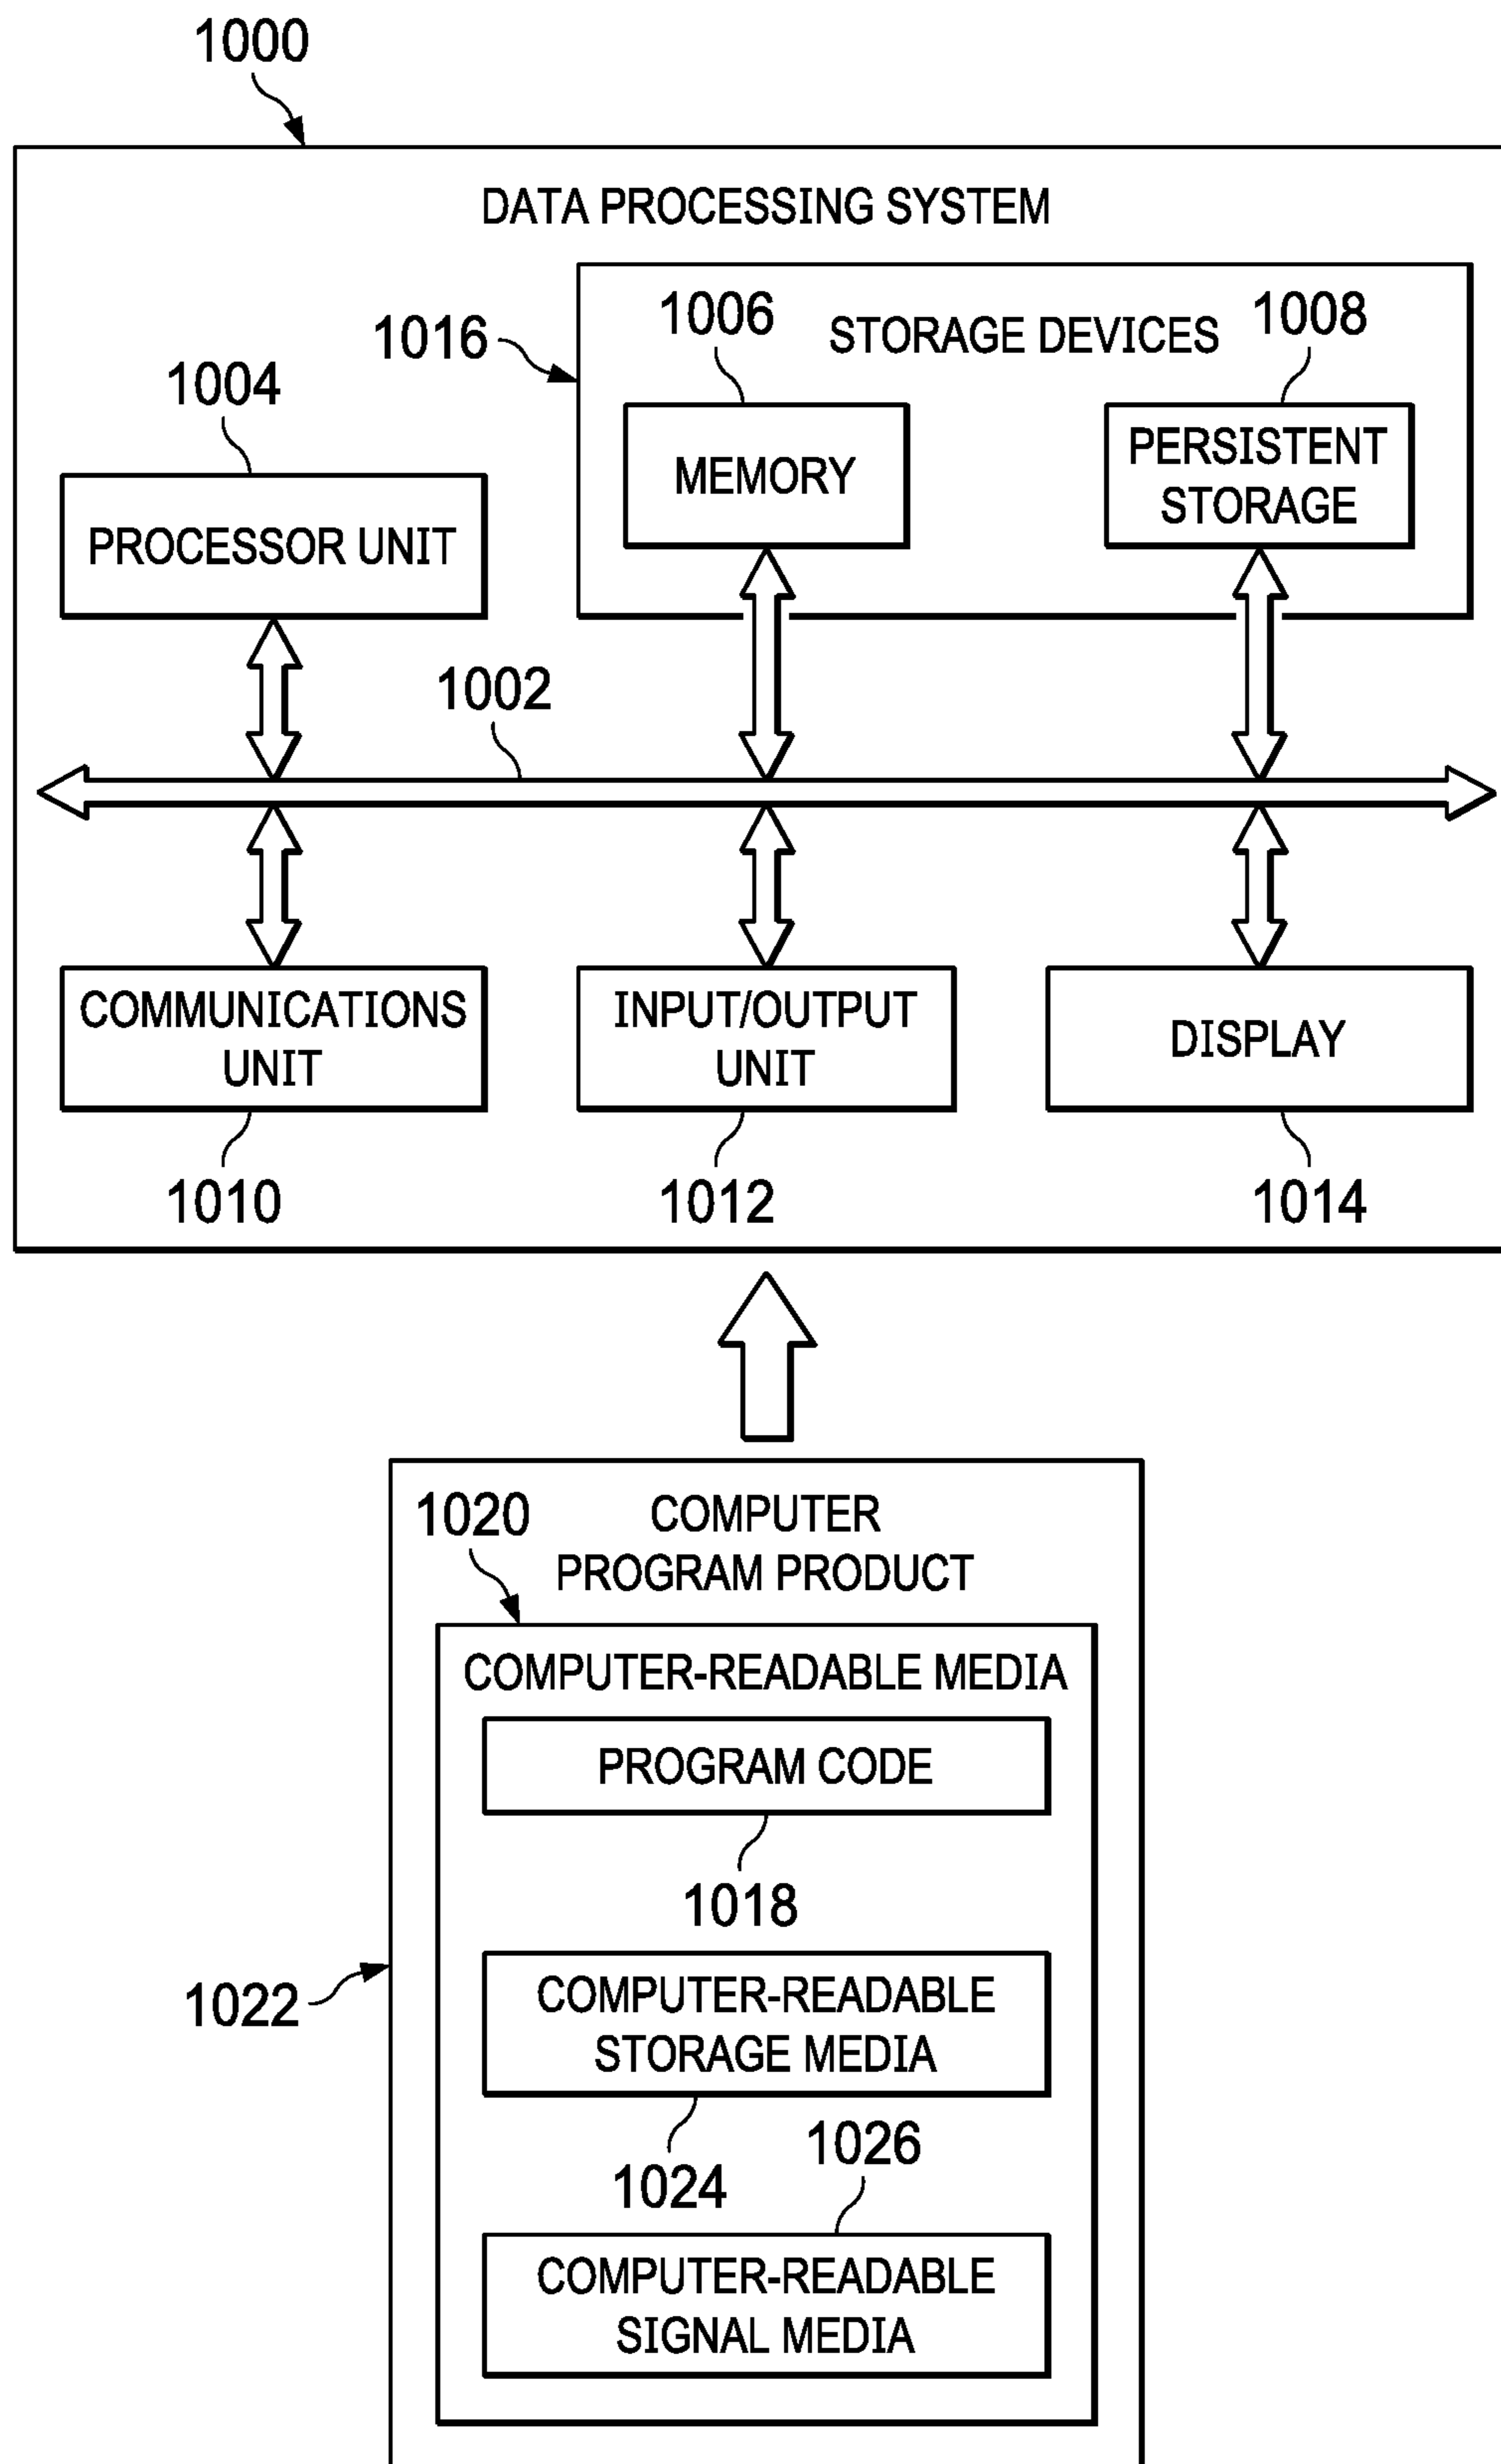 1000
DATA PROCESSING SYSTEM
1016
1006
STORAGE DEVICES
1008
1004
MEMORY
PERSISTENT
STORAGE
PROCESSOR UNIT
1002
COMMUNICATIONS
UNIT
INPUT/OUTPUT
UNIT
DISPLAY
1010
1012
1014
1020
COMPUTER
PROGRAM PRODUCT
COMPUTER-READABLE MEDIA
PROGRAM CODE
1018
1022
COMPUTER-READABLE
STORAGE MEDIA
1024
1026
COMPUTER-READABLE
SIGNAL MEDIA